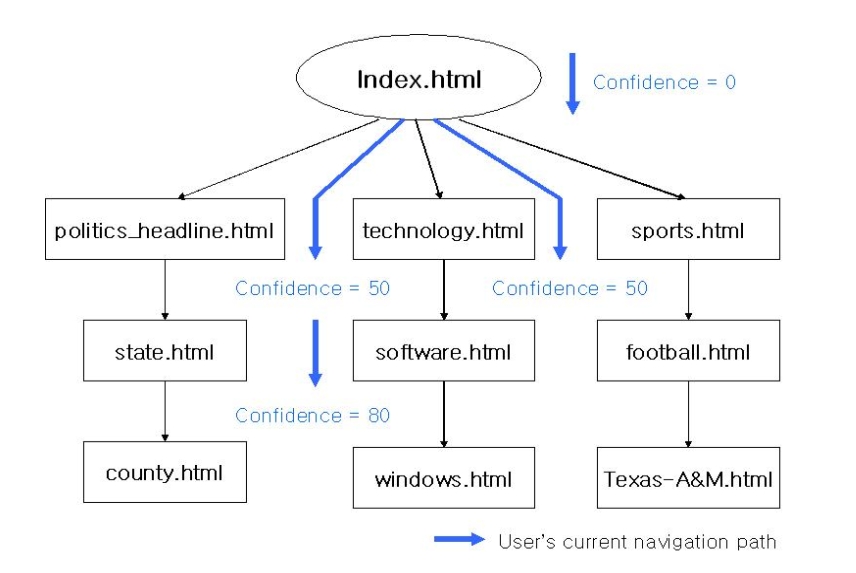 Index.html
Confidence = 0
politics_headline.html
technology.html
sports.html
Confidence = 50
Confidence = 50
state.html
software.html
football.html
Confidence = 80
county.html
windows.html
Texas-A&M.html
User's current navigation path